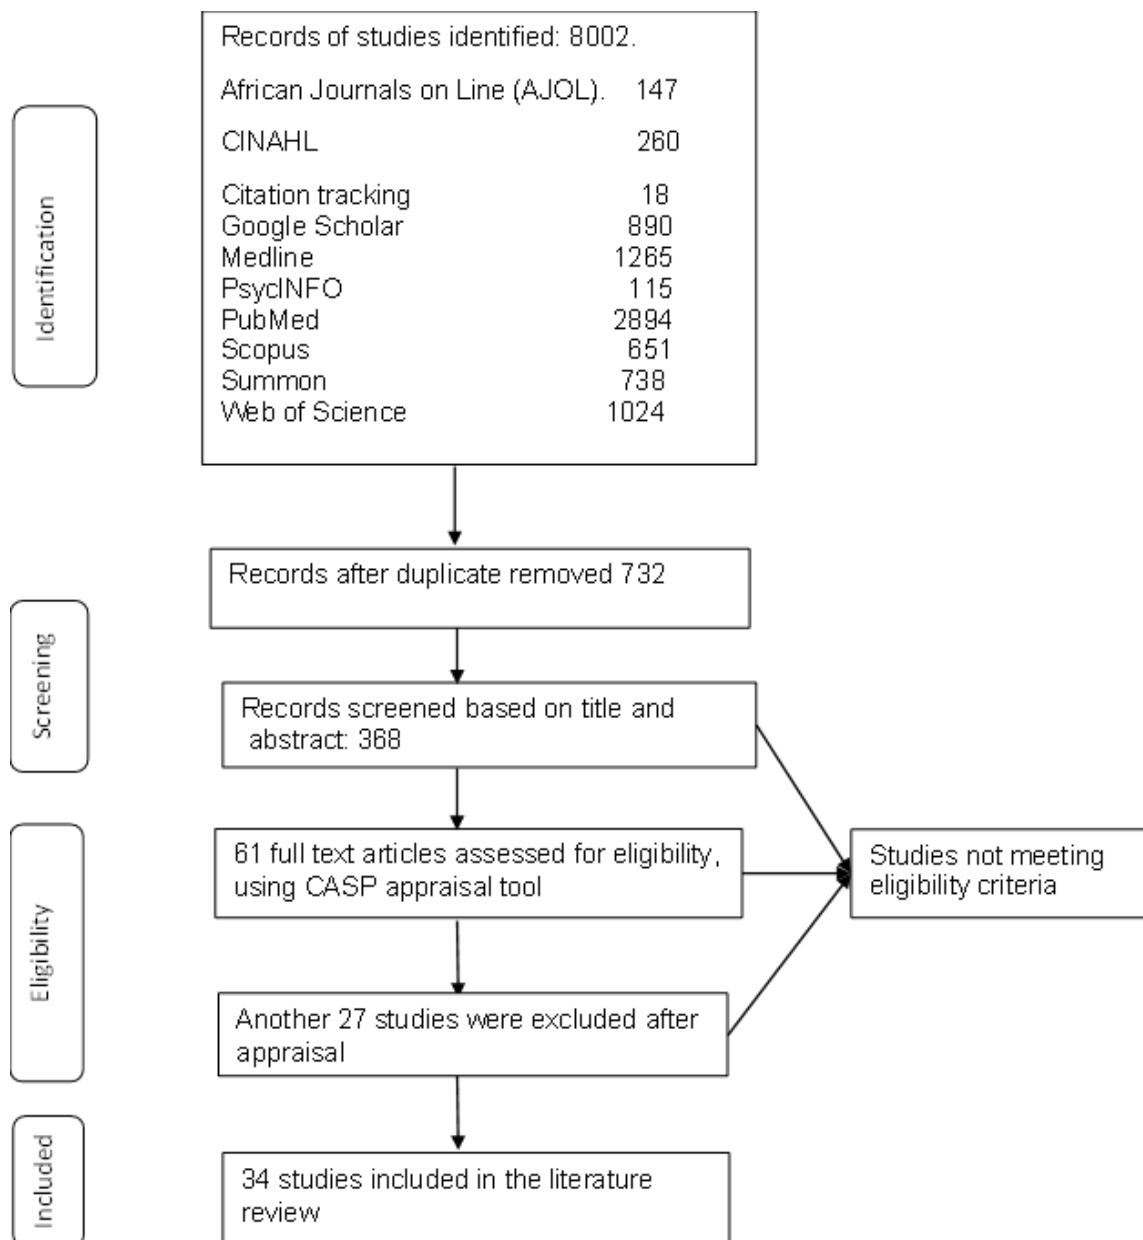 Records of studies identified: 8002.
African Journals on Line (AJOL). 147
CINAHL 260
Citation tracking 18
Google Scholar 890
Medline 1265
PsycINFO 115
PubMed 2894
Scopus 651
Summon 738
Web of Science 1024
Identification
Records after duplicate removed 732
Screening
Records screened based on title and
abstract: 368
Eligibility
61 full text articles assessed for eligibility,
using CASP appraisal tool
Studies not meeting
eligibility criteria
Another 27 studies were excluded after
appraisal
Included
34 studies included in the literature
review